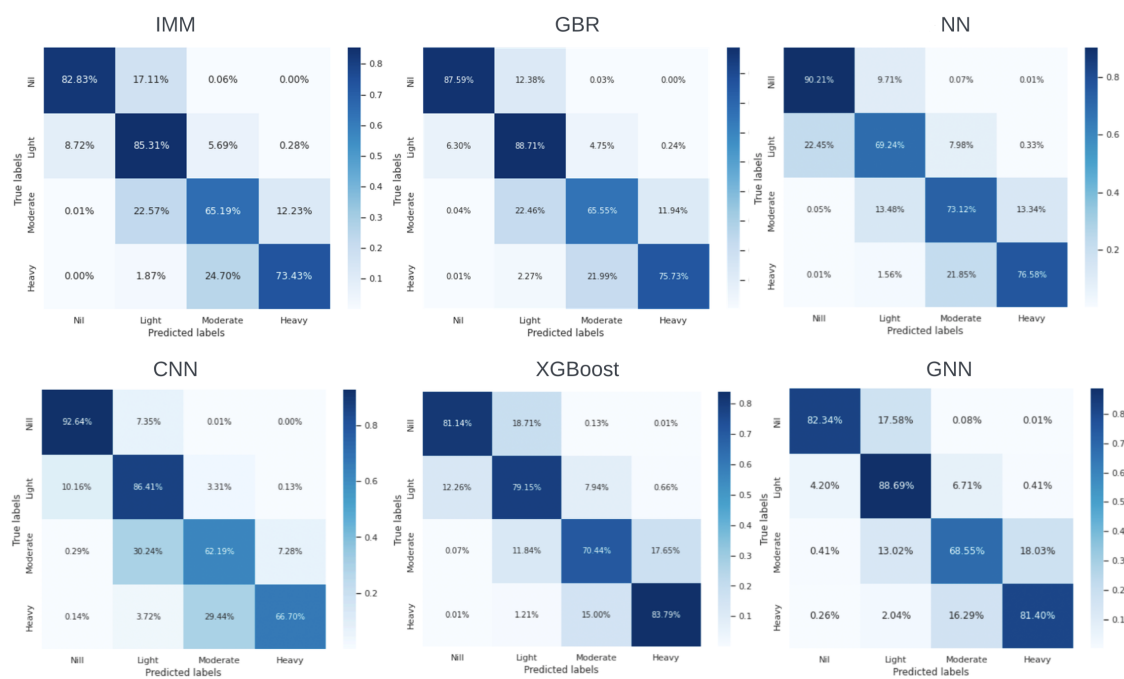 IMM
0.8
Nil 82.83% 17.11% 0.06% 0.00%
0.7
0.6
Light 8.72% 85.31% 5.69% 0.28%
0.5
True labels
0.4
Moderate 0.01% 22.57% 65.19% 12.23%
0.3
0.2
Heavy 0.00% 1.87% 24.70% 73.43%
0.1
Nil Light Moderate Heavy
Predicted labels
GBR
Nil 87.59% 12.38% 0.03% 0.00%
Light 6.30% 88.71% 4.75% 0.24%
True labels
Moderate 0.04% 22.46% 65.55% 11.94%
Heavy 0.01% 2.27% 21.99% 75.73%
Nil Light Moderate Heavy
Predicted labels
NN
Nill 90.21% 9.71% 0.07% 0.01%
0.8
Light 22.45% 69.24% 7.98% 0.33%
0.6
True labels
0.4
Moderate 0.05% 13.48% 73.12% 13.34%
0.2
Heavy 0.01% 1.56% 21.85% 76.58%
Nill Light Moderate Heavy
Predicted labels
CNN
Nill 92.64% 7.35% 0.01% 0.00%
0.8
Light 10.16% 86.41% 3.31% 0.13%
0.6
True labels
0.4
Moderate 0.29% 30.24% 62.19% 7.28%
0.2
Heavy 0.14% 3.72% 29.44% 66.70%
Nill Light Moderate Heavy
Predicted labels
XGBoost
0.8
Nill 81.14% 18.71% 0.13% 0.01%
0.7
0.6
Light 12.26% 79.15% 7.94% 0.66%
0.5
True labels
0.4
Moderate 0.07% 11.84% 70.44% 17.65%
0.3
0.2
Heavy 0.01% 1.21% 15.00% 83.79%
0.1
Nill Light Moderate Heavy
Predicted labels
GNN
0.8
Nil 82.34% 17.58% 0.08% 0.01%
0.7
0.6
Light 4.20% 88.69% 6.71% 0.41%
0.5
True labels
0.4
Moderate 0.41% 13.02% 68.55% 18.03%
0.3
0.2
Heavy 0.26% 2.04% 16.29% 81.40%
0.1
Nil Light Moderate Heavy
Predicted labels